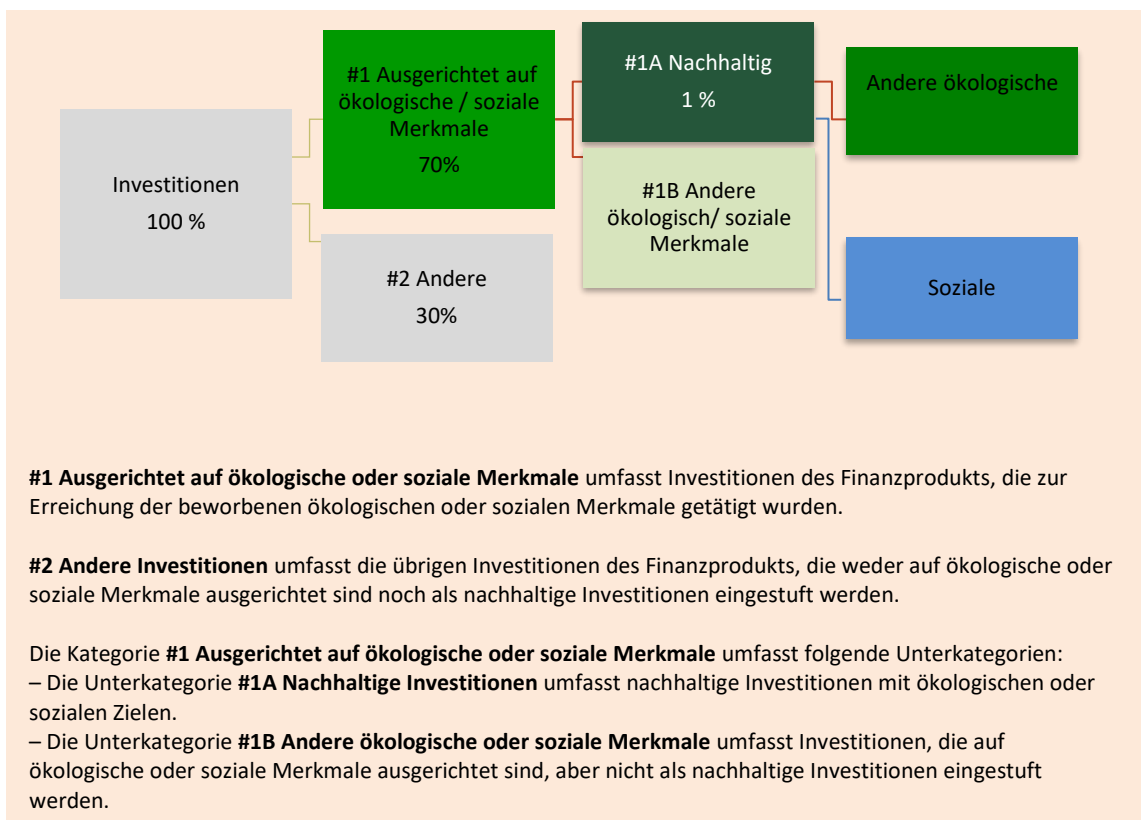 Investitionen
100 %
#1 Ausgerichtet auf
ökologische / soziale
Merkmale
70%
#2 Andere
30%
#1A Nachhaltig
1 %
#1B Andere
ökologisch/ soziale
Merkmale
Andere ökologische
Soziale
#1 Ausgerichtet auf ökologische oder soziale Merkmale umfasst Investitionen des Finanzprodukts, die zur
Erreichung der beworbenen ökologischen oder sozialen Merkmale getätigt wurden.
#2 Andere Investitionen umfasst die übrigen Investitionen des Finanzprodukts, die weder auf ökologische oder
soziale Merkmale ausgerichtet sind noch als nachhaltige Investitionen eingestuft werden.
Die Kategorie #1 Ausgerichtet auf ökologische oder soziale Merkmale umfasst folgende Unterkategorien:
– Die Unterkategorie #1A Nachhaltige Investitionen umfasst nachhaltige Investitionen mit ökologischen oder
sozialen Zielen.
– Die Unterkategorie #1B Andere ökologische oder soziale Merkmale umfasst Investitionen, die auf
ökologische oder soziale Merkmale ausgerichtet sind, aber nicht als nachhaltige Investitionen eingestuft
werden.